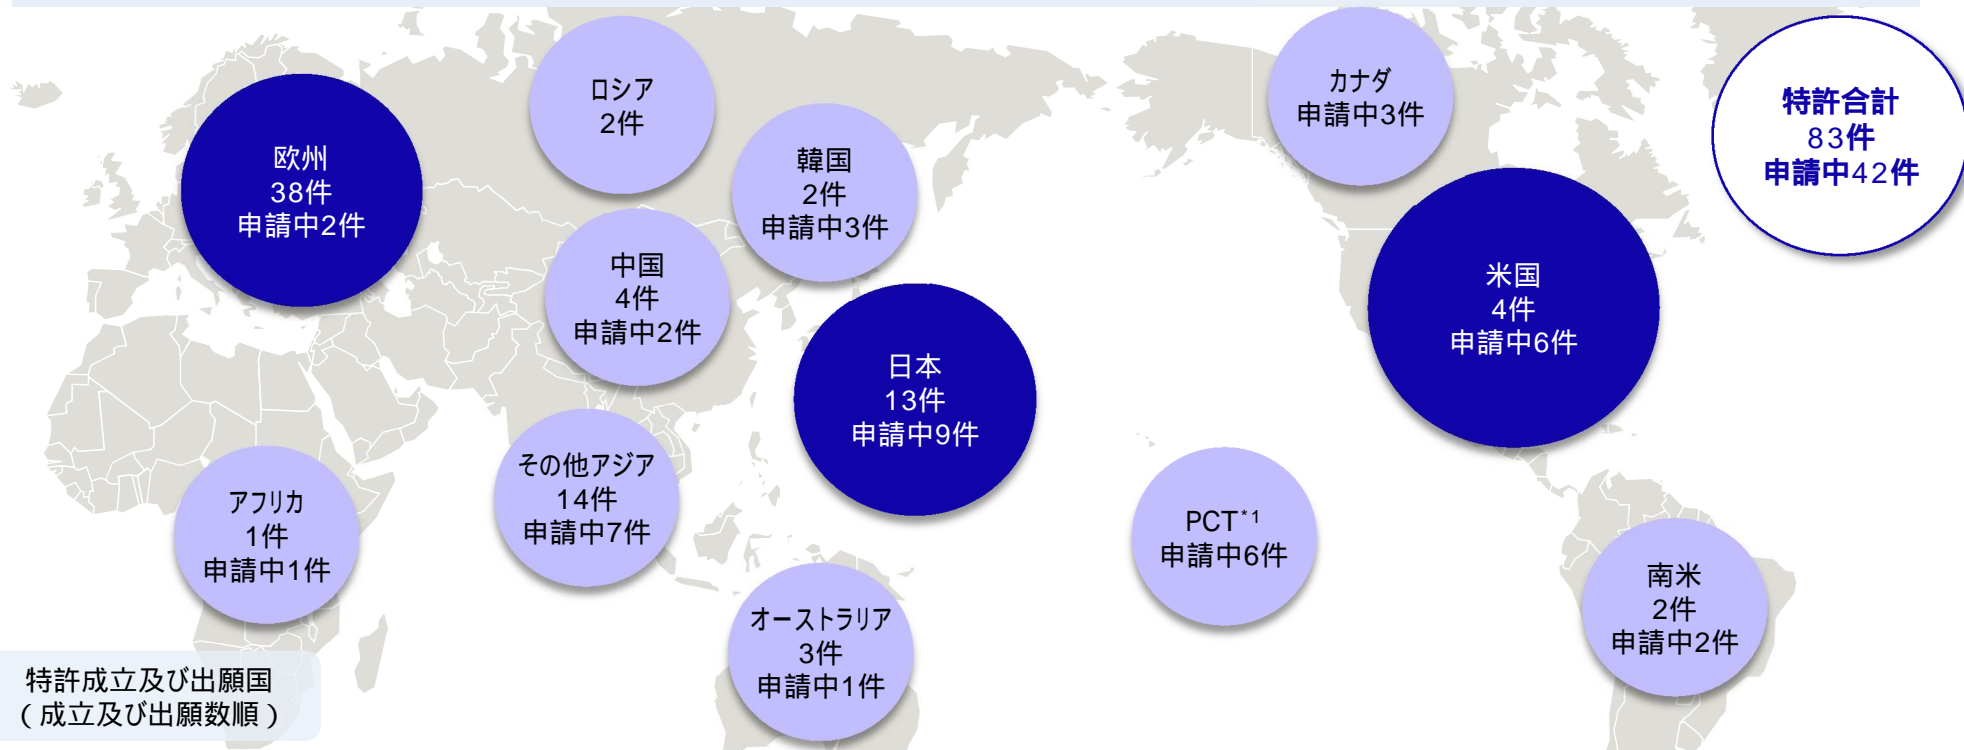 欧州
38件
申請中2件
ロシア
2件
韓国
2件
申請中3件
中国
4件
申請中2件
日本
13件
申請中9件
その他アジア
14件
申請中7件
アフリカ
1件
申請中1件
オーストラリア
3件
申請中1件
カナダ
申請中3件
米国
4件
申請中6件
PCT*1
申請中6件
南米
2件
申請中2件
特許合計
83件
申請中42件
特許成立及び出願国
(成立及び出願数順)